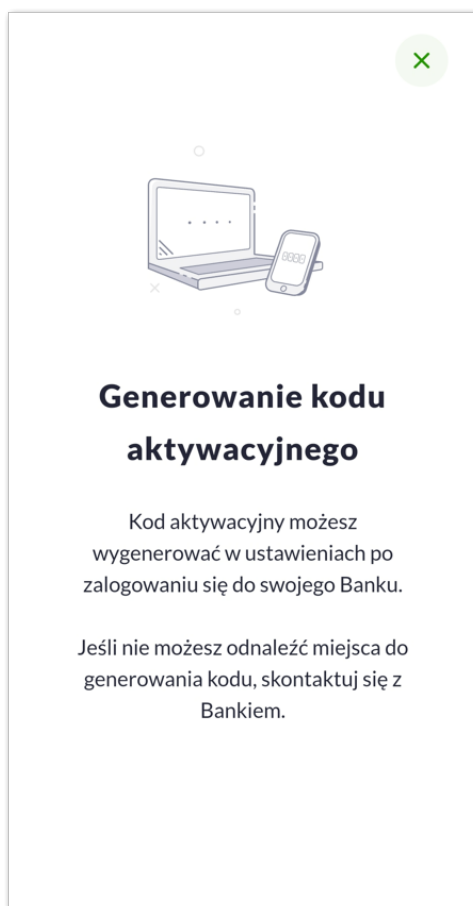 Generowanie kodu
aktywacyjnego
Kod aktywacyjny możesz
wygenerować w ustawieniach po
zalogowaniu się do swojego Banku.
Jeśli nie możesz odnaleźć miejsca do
generowania kodu, skontaktuj się z
Bankiem.